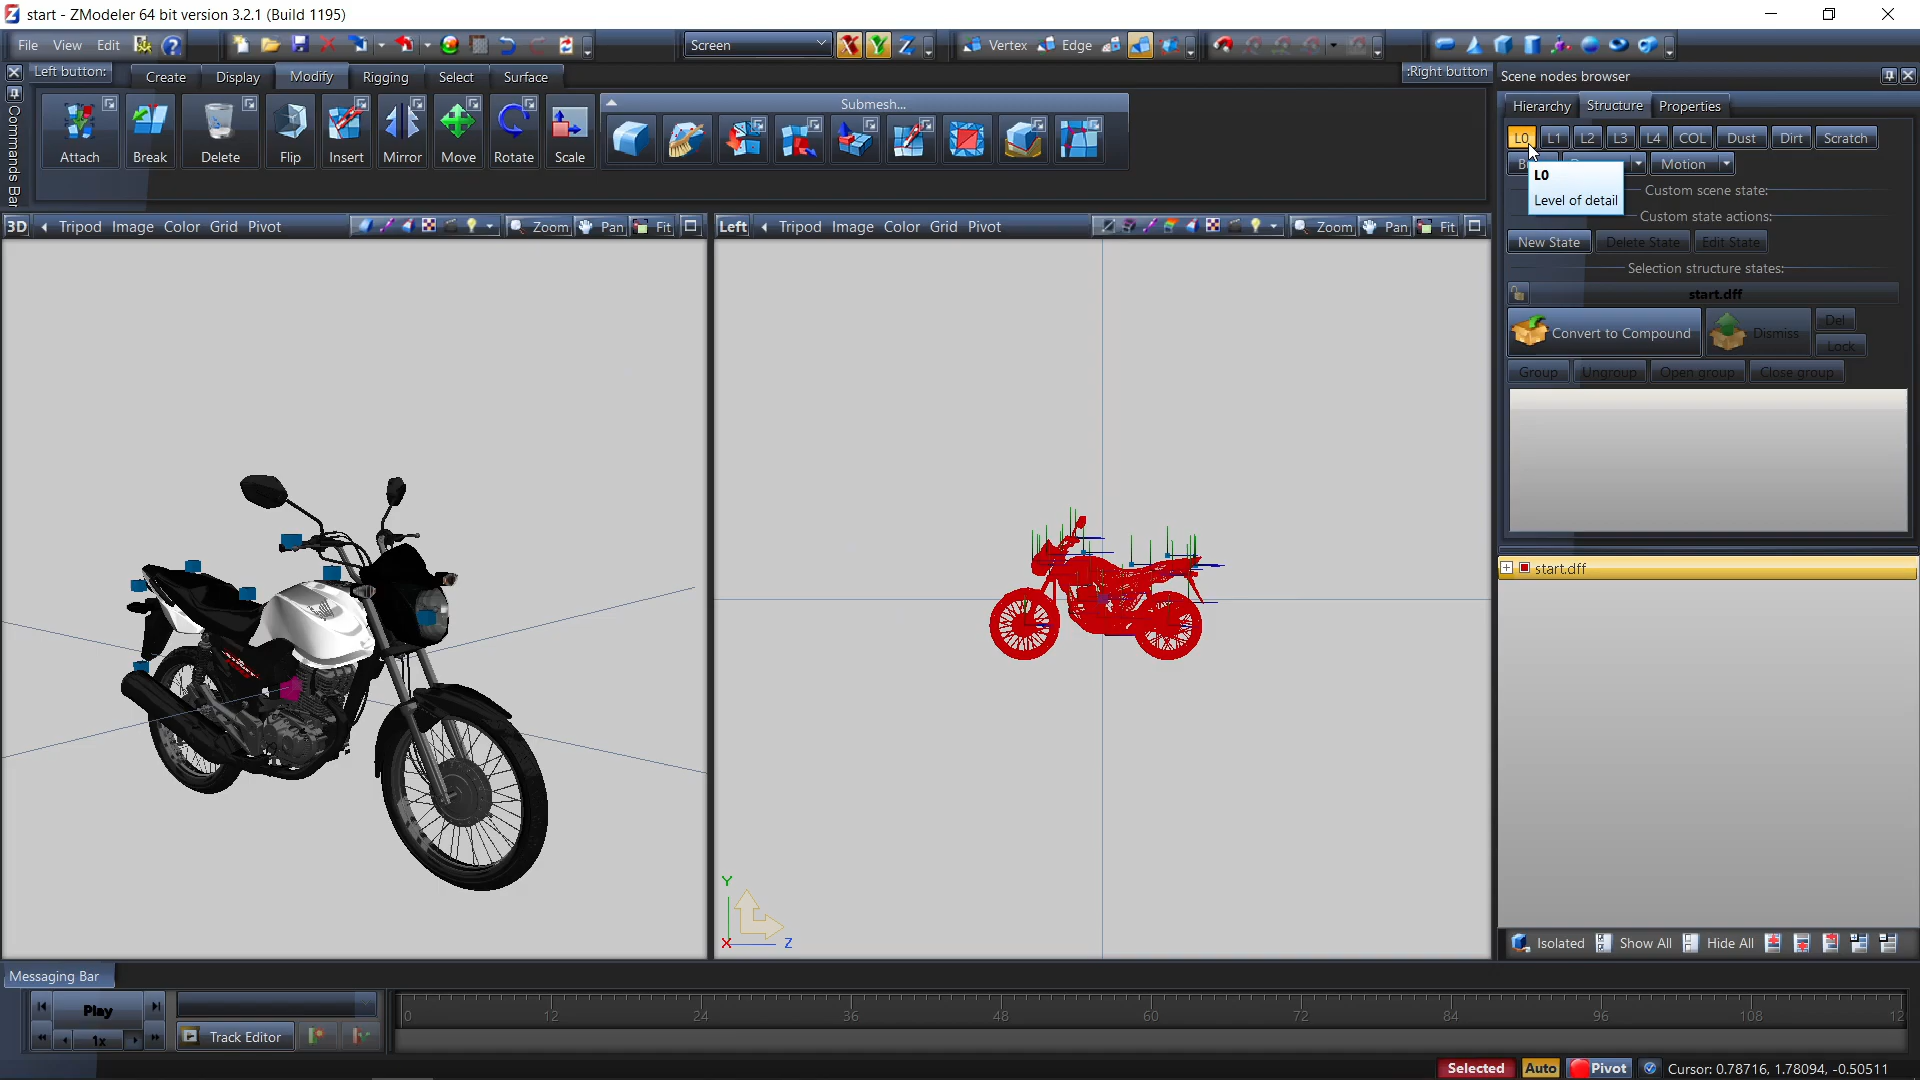 start - ZModeler 64 bit version 3.2.1 (Build 1195)
File View Edit Screen X Y Z Vertex Edge
Left button: Create Display Modify Rigging Select Surface :Right button Scene nodes browser
Commands Bar
Submesh...
Attach Break Delete Flip Insert Mirror Move Rotate Scale
Hierarchy Structure Properties
L0 L1 L2 L3 L4 COL Dust Dirt Scratch
Motion
L0
Level of detail
Custom scene state:
Custom state actions:
New State Delete State Edit State
Selection structure states:
start.dff
Convert to Compound Dismiss Del
Lock
Group Ungroup Open group Close group
start.dff
3D Tripod Image Color Grid Pivot Zoom Pan Fit
Left Tripod Image Color Grid Pivot Zoom Pan Fit
Y
X Z
Isolated Show All Hide All
Messaging Bar
Play
1x Track Editor
0 12 24 36 48 60 72 84 96 108 12
Selected Auto Pivot Cursor: 0.78716, 1.78094, -0.50511